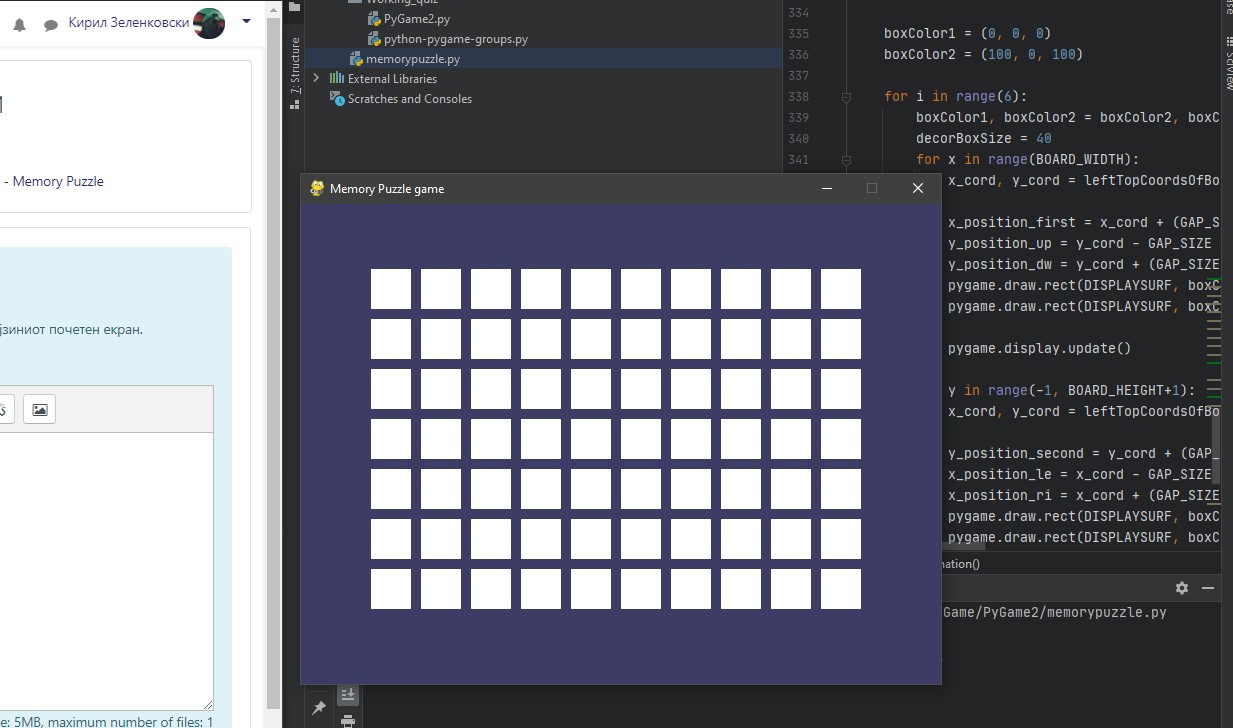 Кирил Зеленковски
- Memory Puzzle
јзиниот почетен екран.
e: 5MB, maximum number of files: 1
7: Structure
Working_quiz
PyGame2.py
python-pygame-groups.py
memorypuzzle.py
External Libraries
Scratches and Consoles
Memory Puzzle game
334
335 boxColor1 = (0, 0, 0)
336 boxColor2 = (100, 0, 100)
337
338 for i in range(6):
339 boxColor1, boxColor2 = boxColor2, boxC
340 decorBoxSize = 40
341 for x in range(BOARD_WIDTH):
x_cord, y_cord = leftTopCoordsOfBo
x_position_first = x_cord + (GAP_S
y_position_up = y_cord - GAP_SIZE
y_position_dw = y_cord + (GAP_SIZE
pygame.draw.rect(DISPLAYSURF, boxC
pygame.draw.rect(DISPLAYSURF, boxC
pygame.display.update()
y in range(-1, BOARD_HEIGHT+1):
x_cord, y_cord = leftTopCoordsOfBo
y_position_second = y_cord + (GAP_
x_position_le = x_cord - GAP_SIZE
x_position_ri = x_cord + (GAP_SIZE
pygame.draw.rect(DISPLAYSURF, boxC
pygame.draw.rect(DISPLAYSURF, boxC
mation()
Game/PyGame2/memorypuzzle.py
SciView